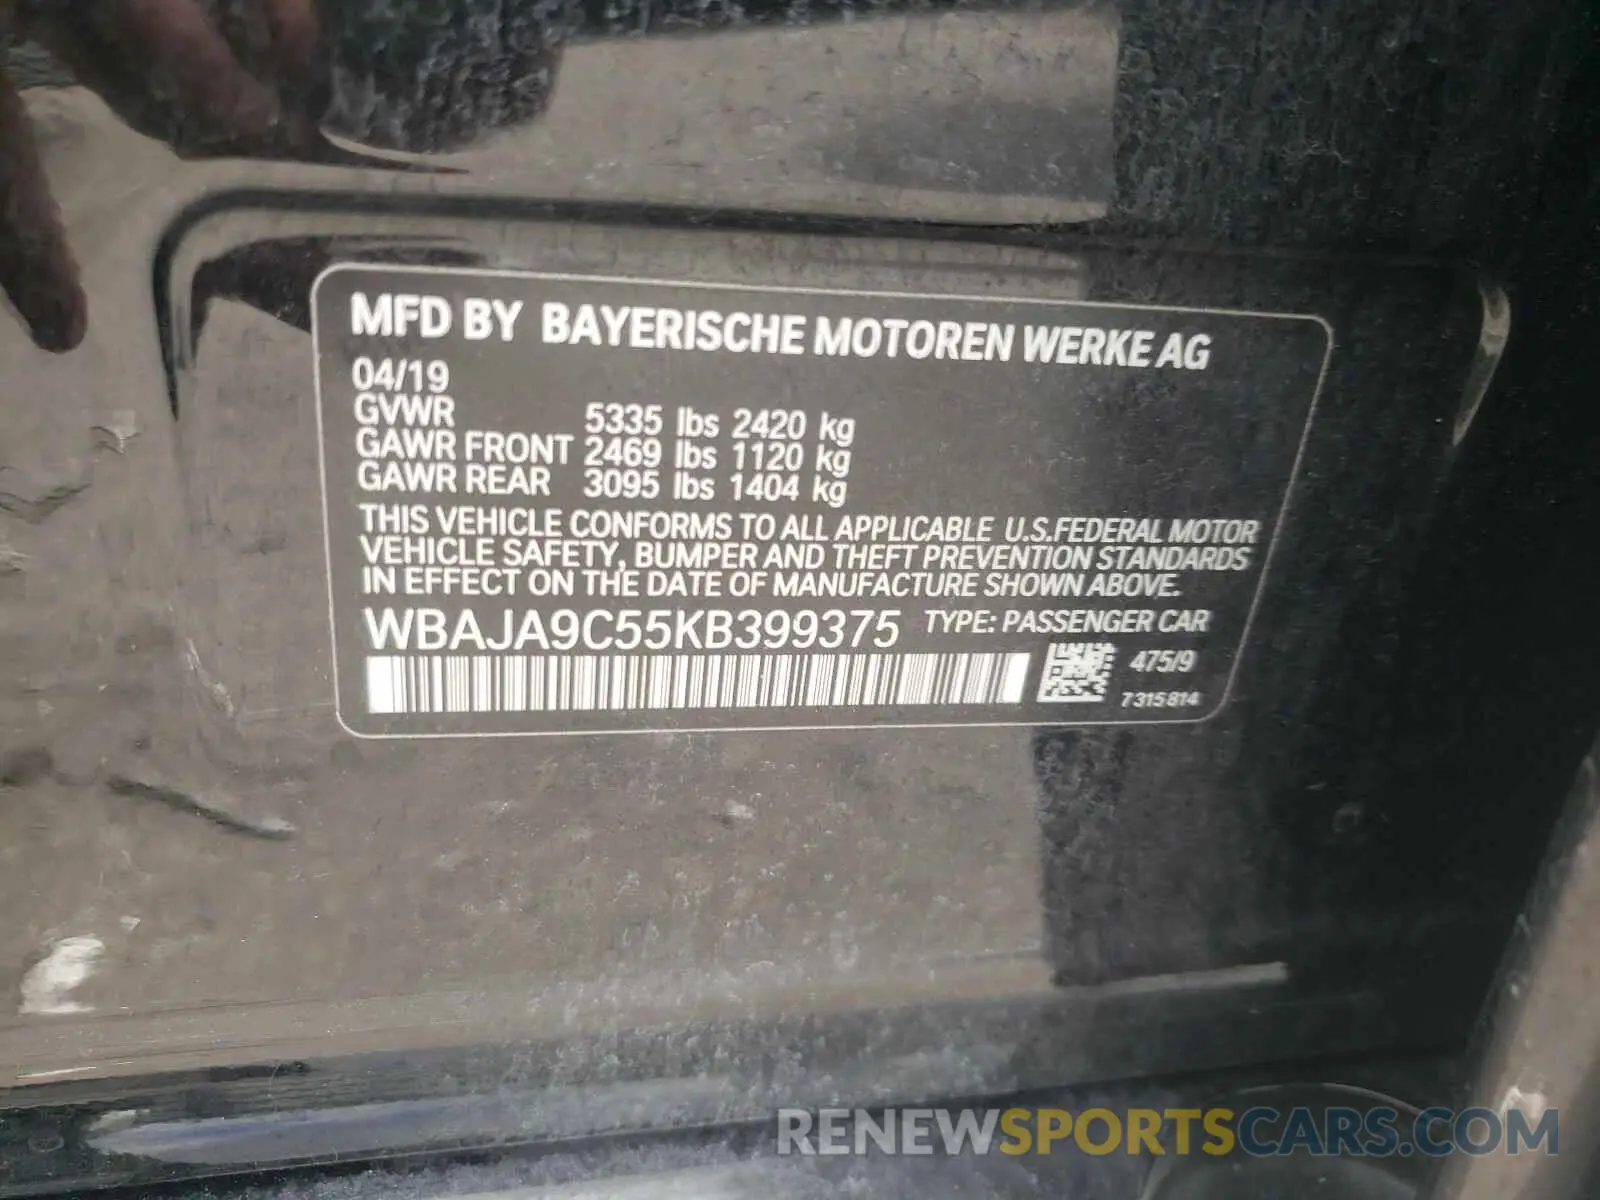 MFD BY BAYERISCHE MOTOREN WERKE AG
04/19
GVWR 5335 lbs 2420 kg
GAWR FRONT 2469 lbs 1120 kg
GAWR REAR 3095 lbs 1404 kg
THIS VEHICLE CONFORMS TO ALL APPLICABLE U.S.FEDERAL MOTOR
VEHICLE SAFETY, BUMPER AND THEFT PREVENTION STANDARDS
IN EFFECT ON THE DATE OF MANUFACTURE SHOWN ABOVE.
WBAJA9C55KB399375 TYPE: PASSENGER CAR
475/9
7315814
RENEWSPORTSCARS.COM